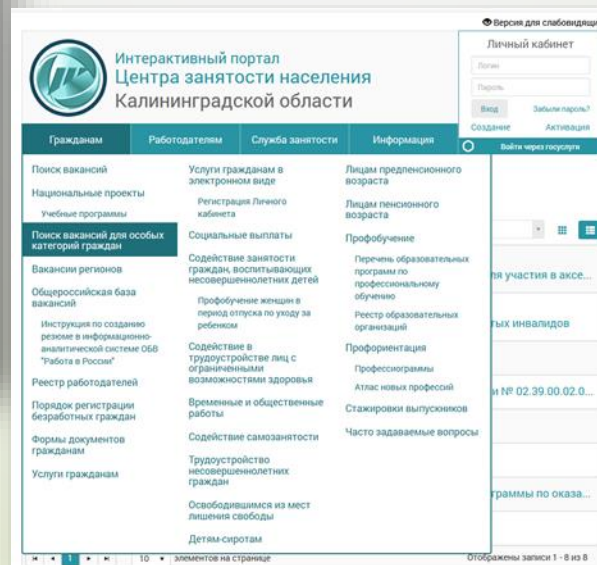 Версия для слабовидящи
Интерактивный портал
Центра занятости населения
Калининградской области
Личный кабинет
Логин
Пароль
Вход
Забыли пароль?
Создание
Активация
Войти через госуслуги
Гражданам
Работодателям
Служба занятости
Информация
Поиск вакансий
Национальные проекты
Учебные программы
Поиск вакансий для особых
категорий граждан
Вакансии регионов
Общероссийская база
вакансий
Инструкция по созданию
резюме в информационно-
аналитической системе ОБВ
"Работа в России"
Реестр работодателей
Порядок регистрации
безработных граждан
Формы документов
гражданам
Услуги гражданам
Услуги гражданам в
электронном виде
Регистрация Личного
кабинета
Социальные выплаты
Содействие занятости
граждан, воспитывающих
несовершеннолетних детей
Профобучение женщин в
период отпуска по уходу за
ребенком
Содействие в
трудоустройстве лиц с
ограниченными
возможностями здоровья
Временные и общественные
работы
Содействие самозанятости
Трудоустройство
несовершеннолетних
граждан
Освободившимся из мест
лишения свободы
Детям-сиротам
Лицам предпенсионного
возраста
Лицам пенсионного
возраста
Профобучение
Перечень образовательных
программ по
профессиональному
обучению
Реестр образовательных
организаций
Профориентация
Профессиограммы
Атлас новых профессий
Стажировки выпускников
Часто задаваемые вопросы
ля участия в аксе...
тых инвалидов
и № 02.39.00.02.0...
граммы по оказа...
1
10
элементов на странице
Отображены записи 1 - 8 из 8